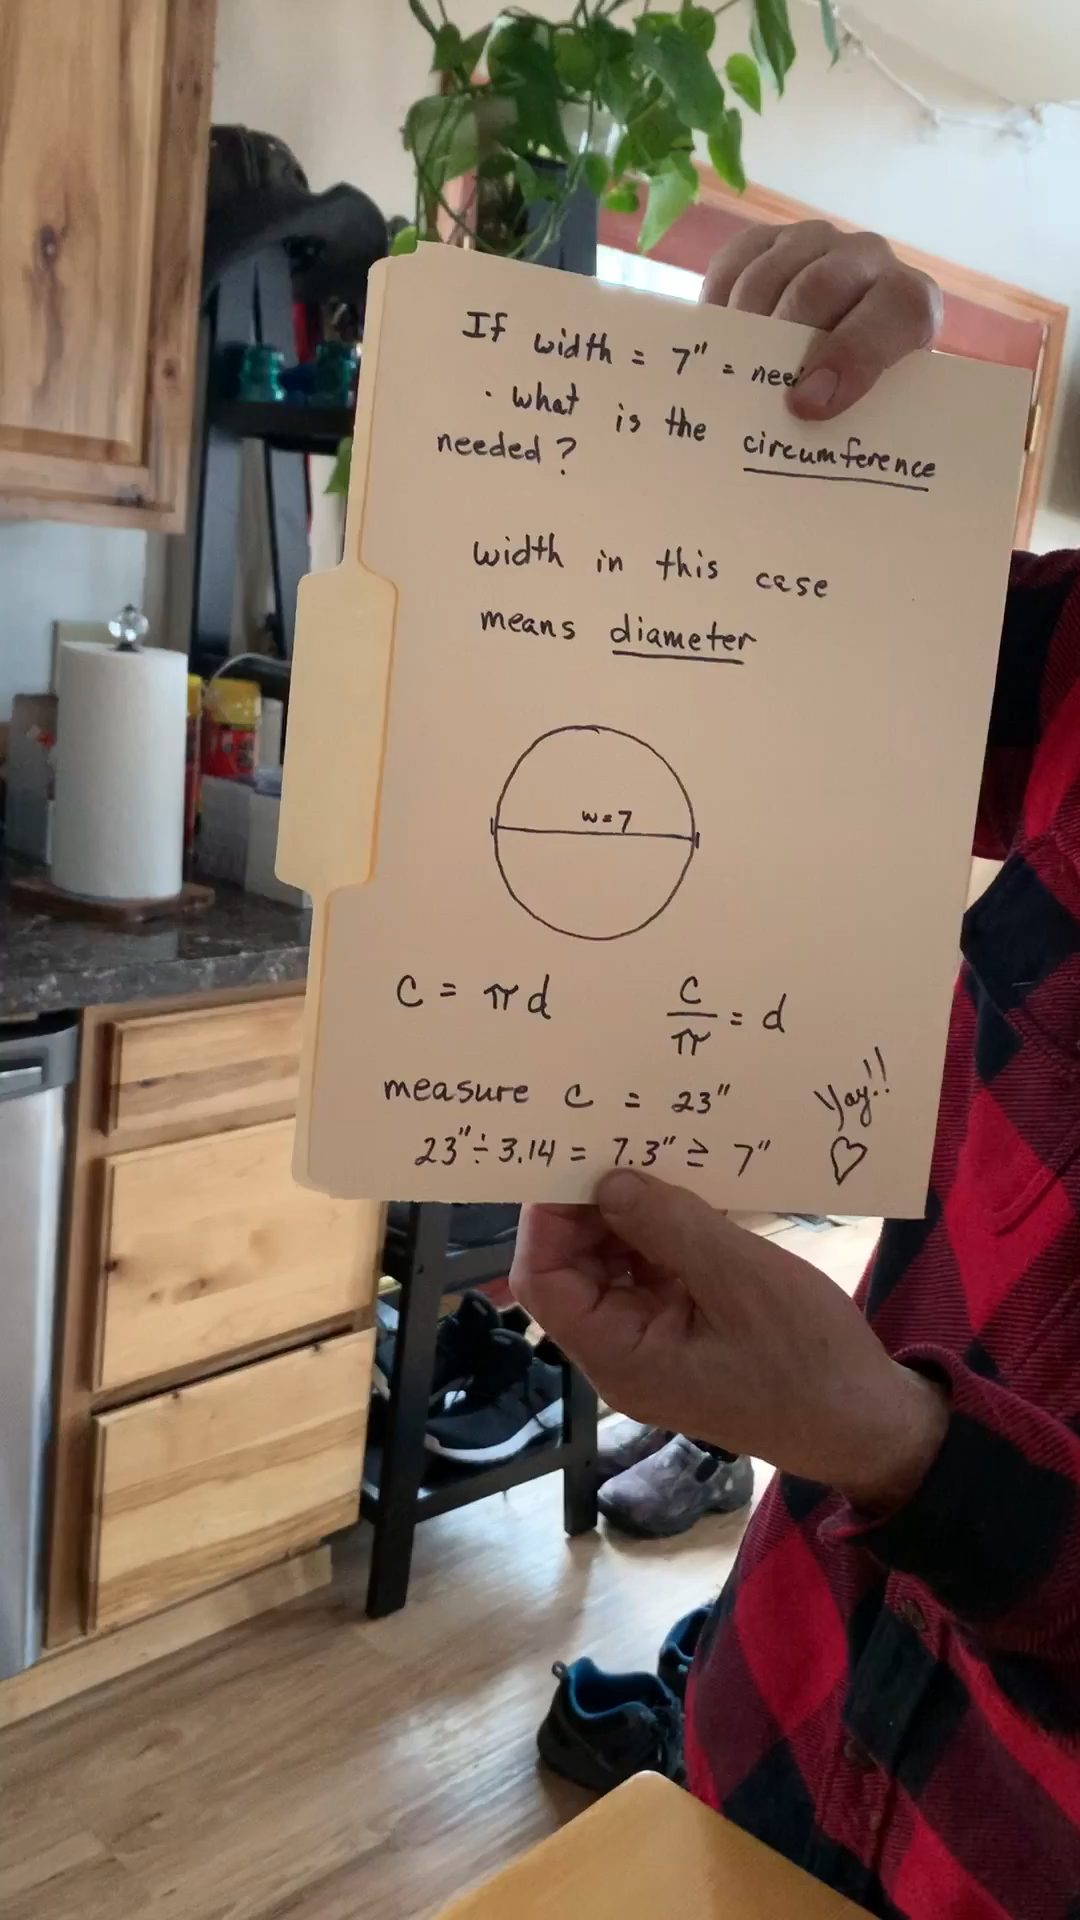 If width = 7" = need
· what is the circumference
needed?
width in this case
means diameter
w=7
C = πd
C/π = d
measure C = 23"
Yay!!
23" ÷ 3.14 = 7.3" ≥ 7" ♡